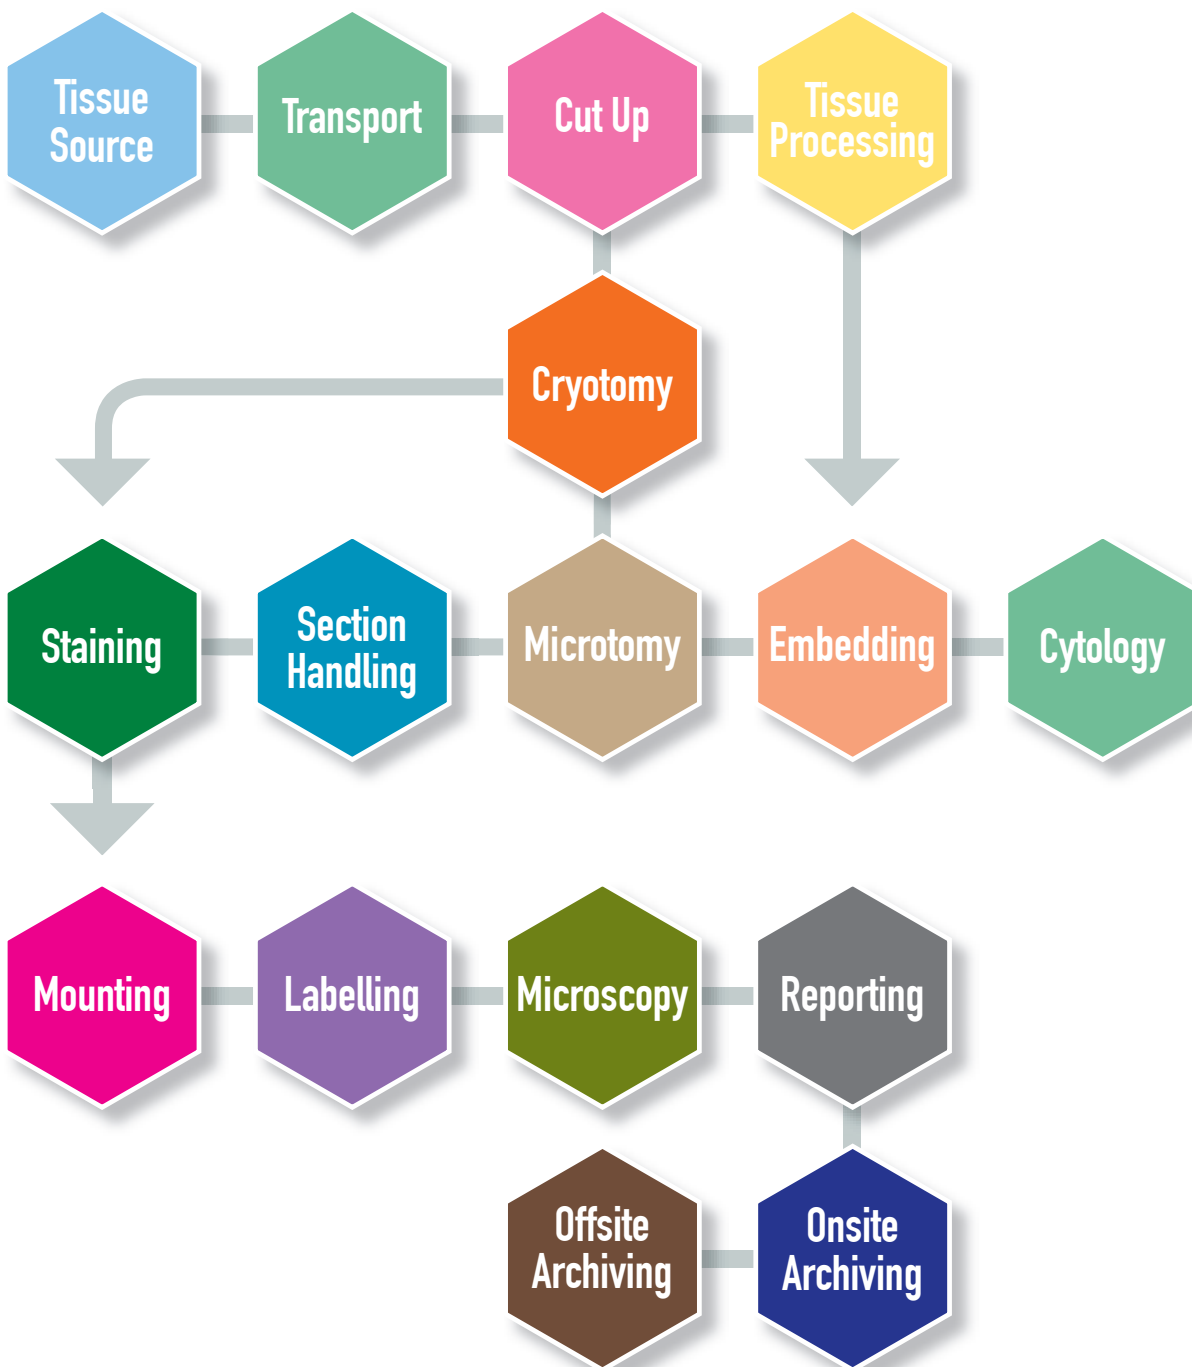 Tissue
Source
Transport
Cut Up
Tissue
Processing
Cryotomy
Staining
Section
Handling
Microtomy
Embedding
Cytology
Mounting
Labelling
Microscopy
Reporting
Offsite
Archiving
Onsite
Archiving